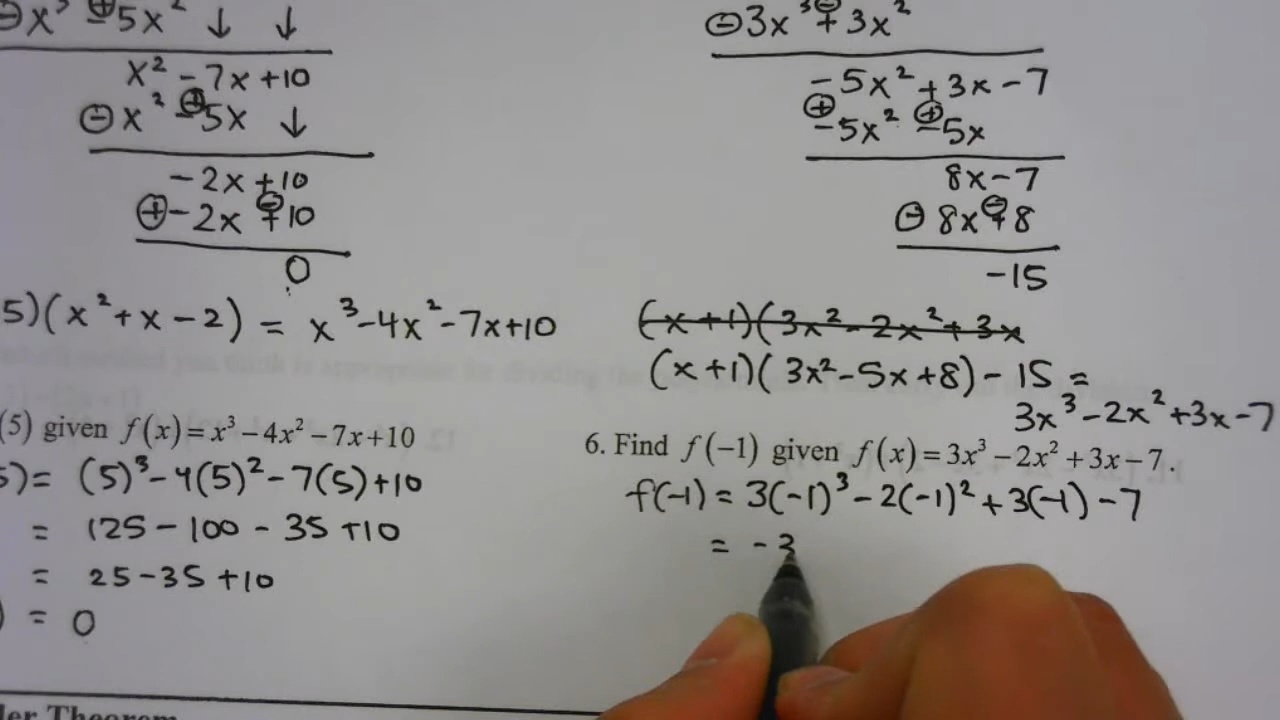 ⊖x³ ⊕-5x² ↓ ↓
x² - 7x + 10
⊖x² ⊕-5x ↓
-2x + 10
⊕-2x ⊖+10
0
5)(x² + x - 2) = x³ - 4x² - 7x + 10
(5) given f(x) = x³ - 4x² - 7x + 10
5) = (5)³ - 4(5)² - 7(5) + 10
= 125 - 100 - 35 + 10
= 25 - 35 + 10
) = 0
⊖3x³ ⊖+3x²
-5x² + 3x - 7
⊕-5x² ⊕-5x
8x - 7
⊖8x ⊖+8
-15
(x + 1)(3x² - 2x² + 3x
(x + 1)(3x² - 5x + 8) - 15 =
3x³ - 2x² + 3x - 7
6. Find f(-1) given f(x) = 3x³ - 2x² + 3x - 7.
f(-1) = 3(-1)³ - 2(-1)² + 3(-1) - 7
= -3
Theorem